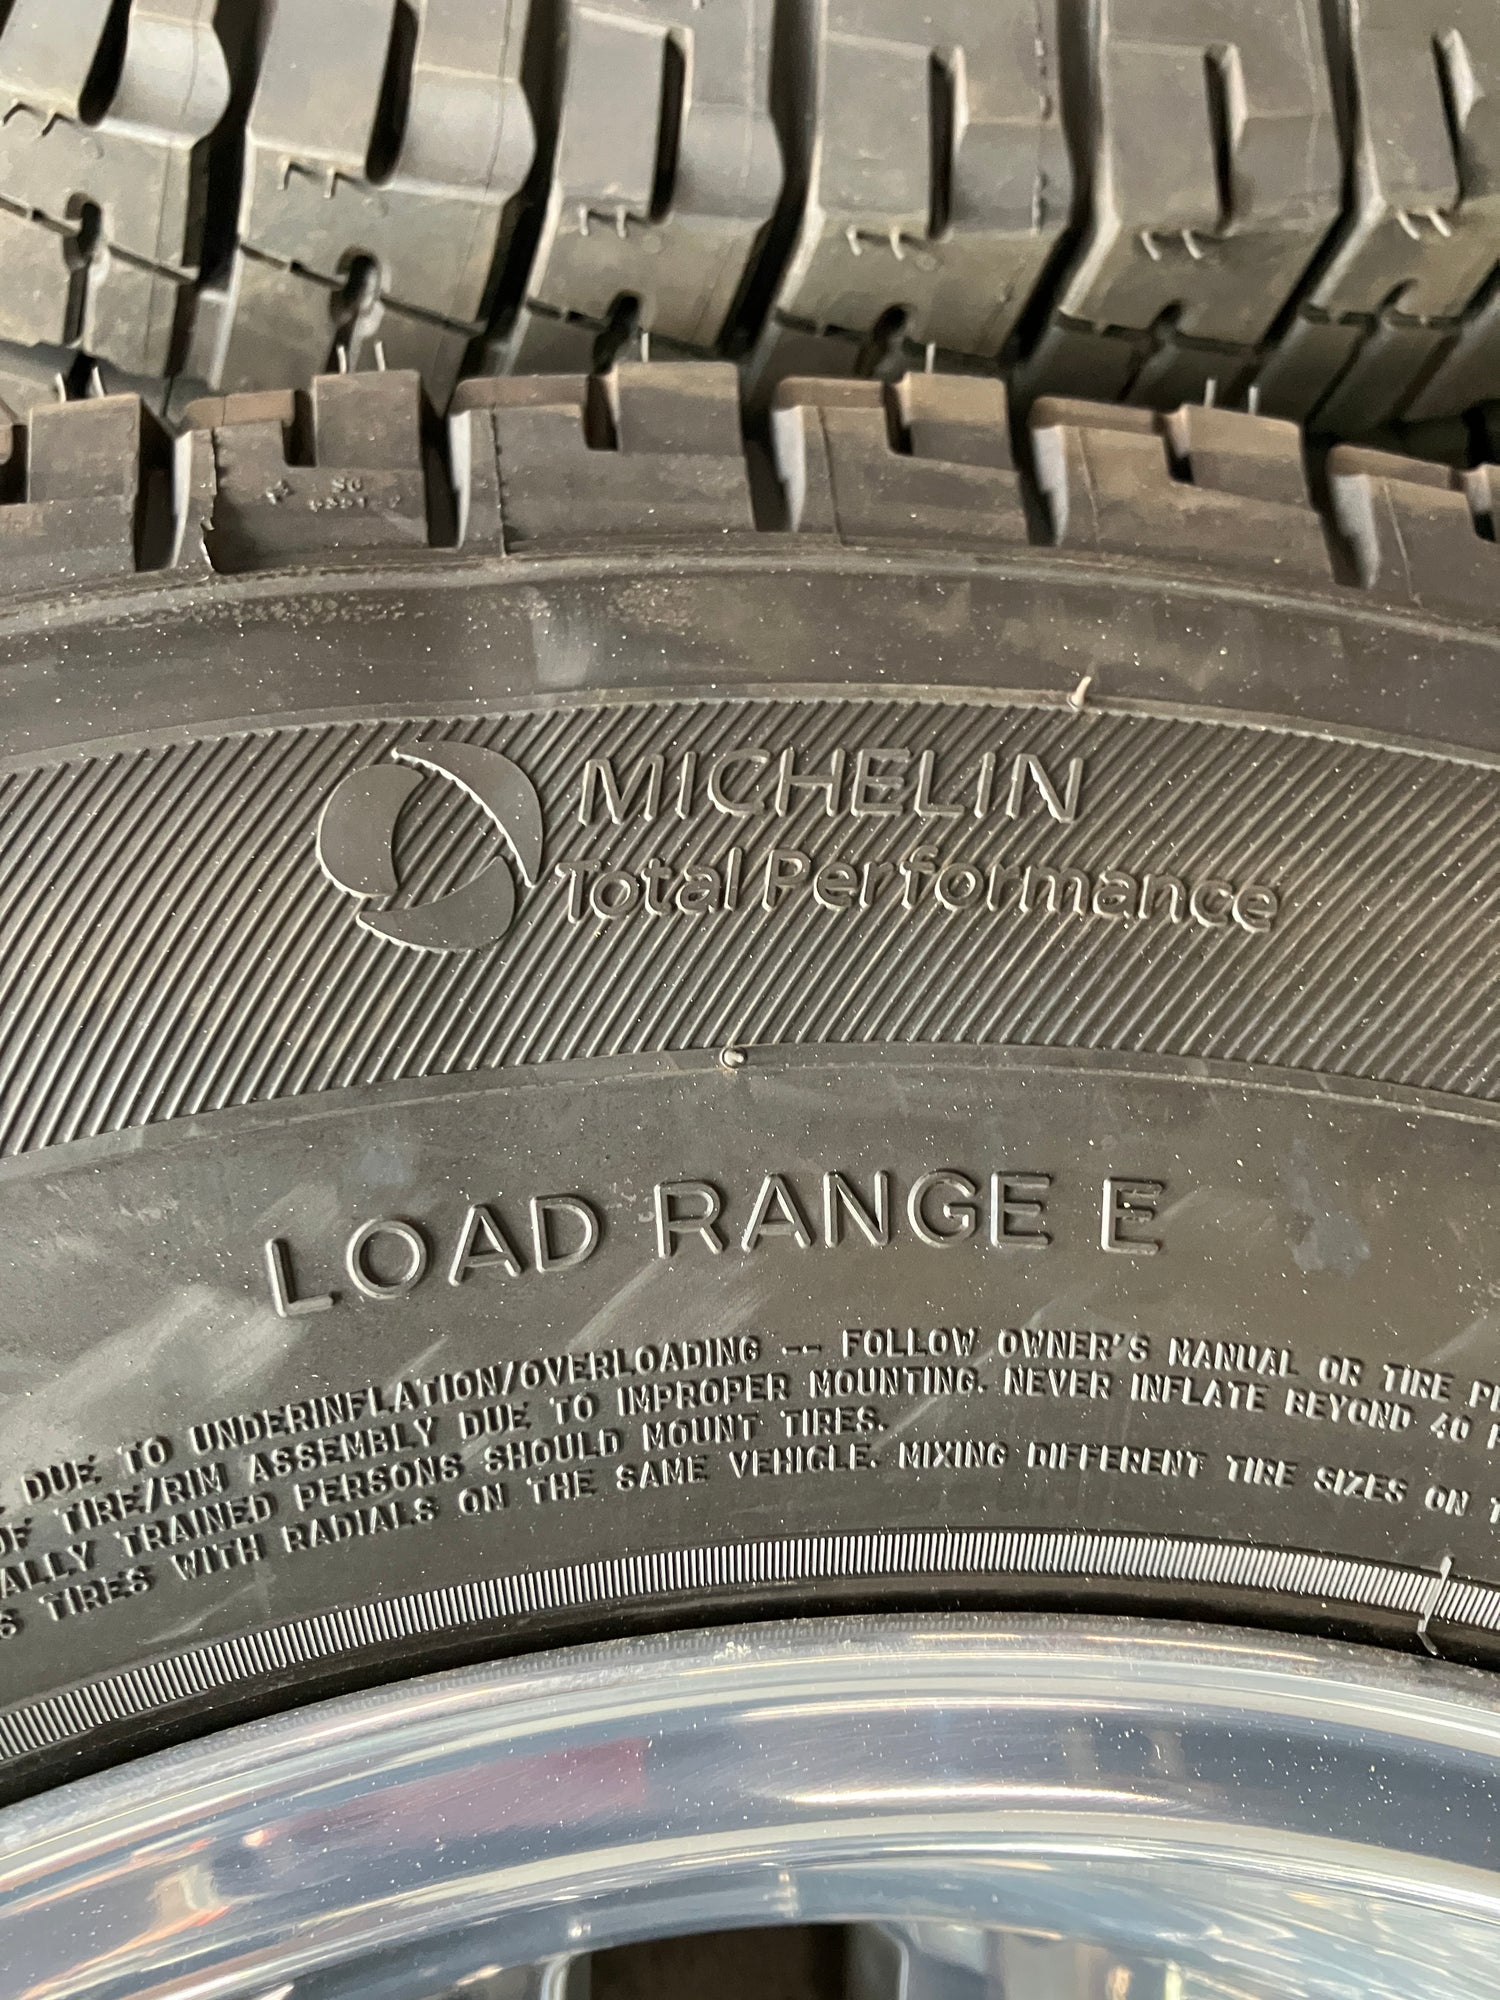 MICHELIN
Total Performance
LOAD RANGE E
DUE TO UNDERINFLATION/OVERLOADING -- FOLLOW OWNER'S MANUAL OR TIRE
TIRE/RIM ASSEMBLY DUE TO IMPROPER MOUNTING. NEVER INFLATE BEYOND 40
TRAINED PERSONS SHOULD MOUNT TIRES.
TIRES WITH RADIALS ON THE SAME VEHICLE. MIXING DIFFERENT TIRE SIZES ON